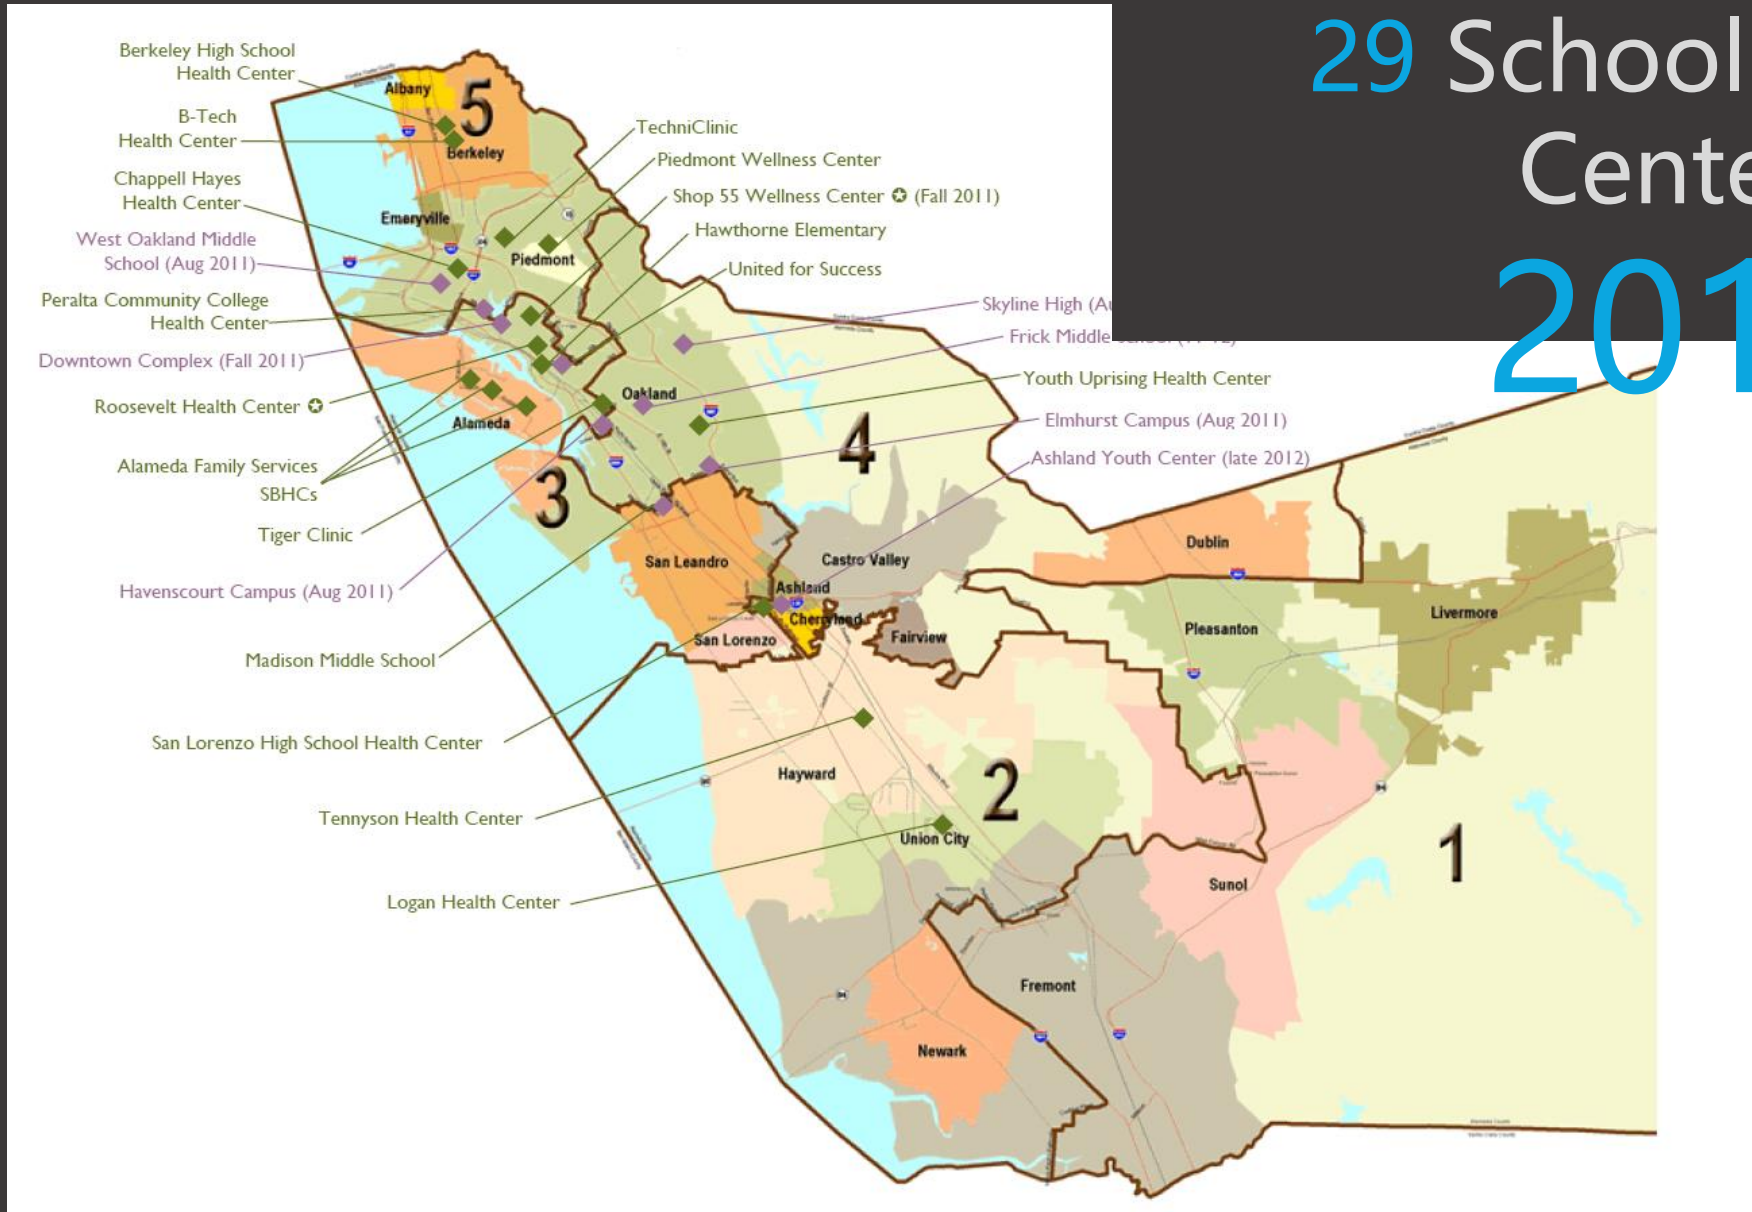 29 School
Cente
201
Berkeley High School
Health Center
B-Tech
Health Center
Chappell Hayes
Health Center
West Oakland Middle
School (Aug 2011)
Peralta Community College
Health Center
Downtown Complex (Fall 2011)
Roosevelt Health Center
Alameda Family Services
SBHCs
Tiger Clinic
Havenscourt Campus (Aug 2011)
Madison Middle School
San Lorenzo High School Health Center
Tennyson Health Center
Logan Health Center
TechniClinic
Piedmont Wellness Center
Shop 55 Wellness Center (Fall 2011)
Hawthorne Elementary
United for Success
Skyline High (Au
Frick Middle
Youth Uprising Health Center
Elmhurst Campus (Aug 2011)
Ashland Youth Center (late 2012)
Albany
5
Berkeley
Emeryville
Piedmont
Oakland
Alameda
4
3
San Leandro
Castro Valley
Dublin
Ashland
Cherryland
Livermore
San Lorenzo
Fairview
Pleasanton
Hayward
2
Union City
1
Sunol
Fremont
Newark